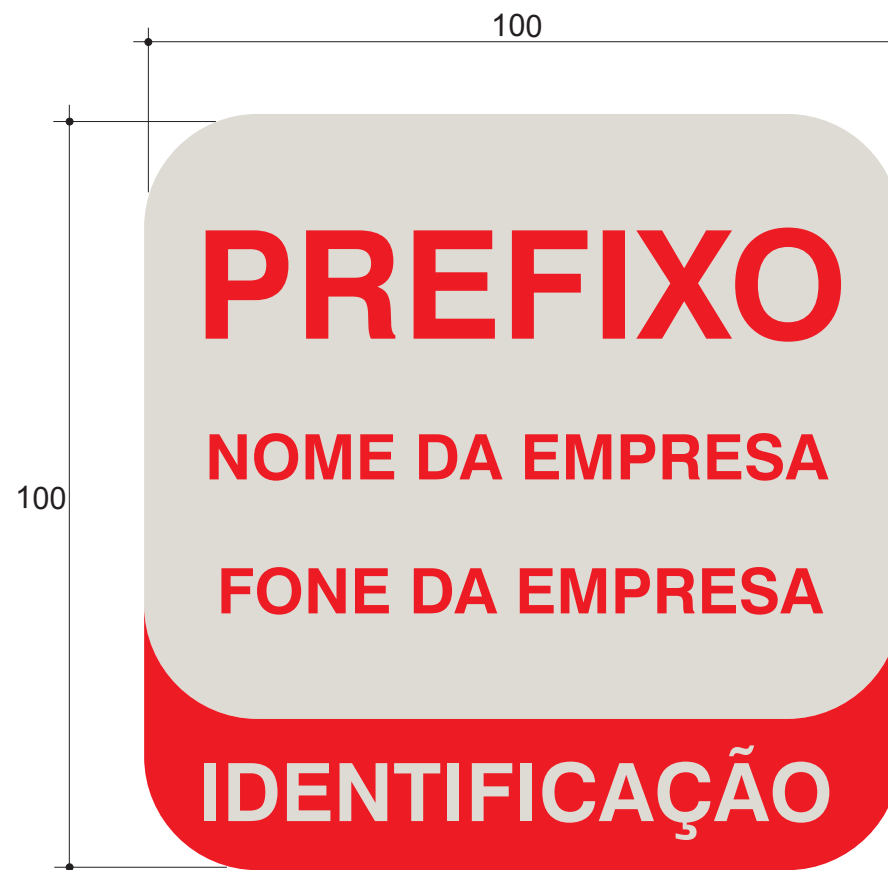 100
PREFIXO
NOME DA EMPRESA
100
FONE DA EMPRESA
IDENTIFICAÇÃO